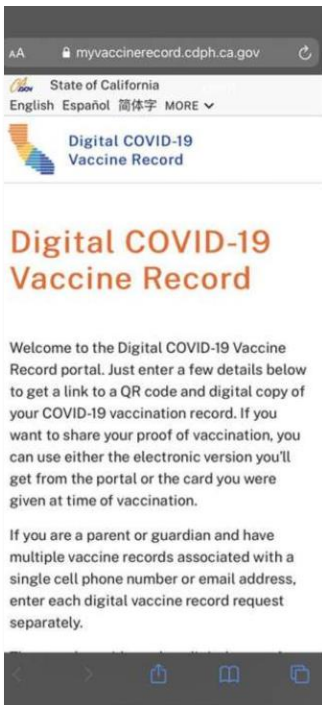 AA myvaccinerecord.cdph.ca.gov
CA.GOV State of California
English Español 简体字 MORE
Digital COVID-19
Vaccine Record
Digital COVID-19
Vaccine Record
Welcome to the Digital COVID-19 Vaccine
Record portal. Just enter a few details below
to get a link to a QR code and digital copy of
your COVID-19 vaccination record. If you
want to share your proof of vaccination, you
can use either the electronic version you'll
get from the portal or the card you were
given at time of vaccination.
If you are a parent or guardian and have
multiple vaccine records associated with a
single cell phone number or email address,
enter each digital vaccine record request
separately.